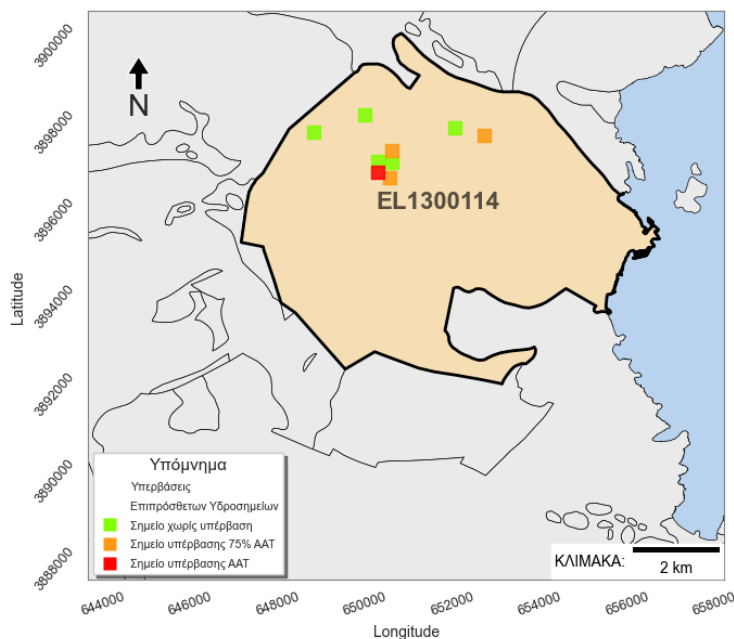 3900000
3898000
3896000
3894000
3892000
3890000
3888000
Latitude
N
EL1300114
Υπόμνημα
Υπερβάσεις
Επιπρόσθετων Υδροσημείων
Σημείο χωρίς υπέρβαση
Σημείο υπέρβασης 75% ΑΑΤ
Σημείο υπέρβασης ΑΑΤ
ΚΛΙΜΑΚΑ:
2 km
644000
646000
648000
650000
652000
654000
656000
658000
Longitude